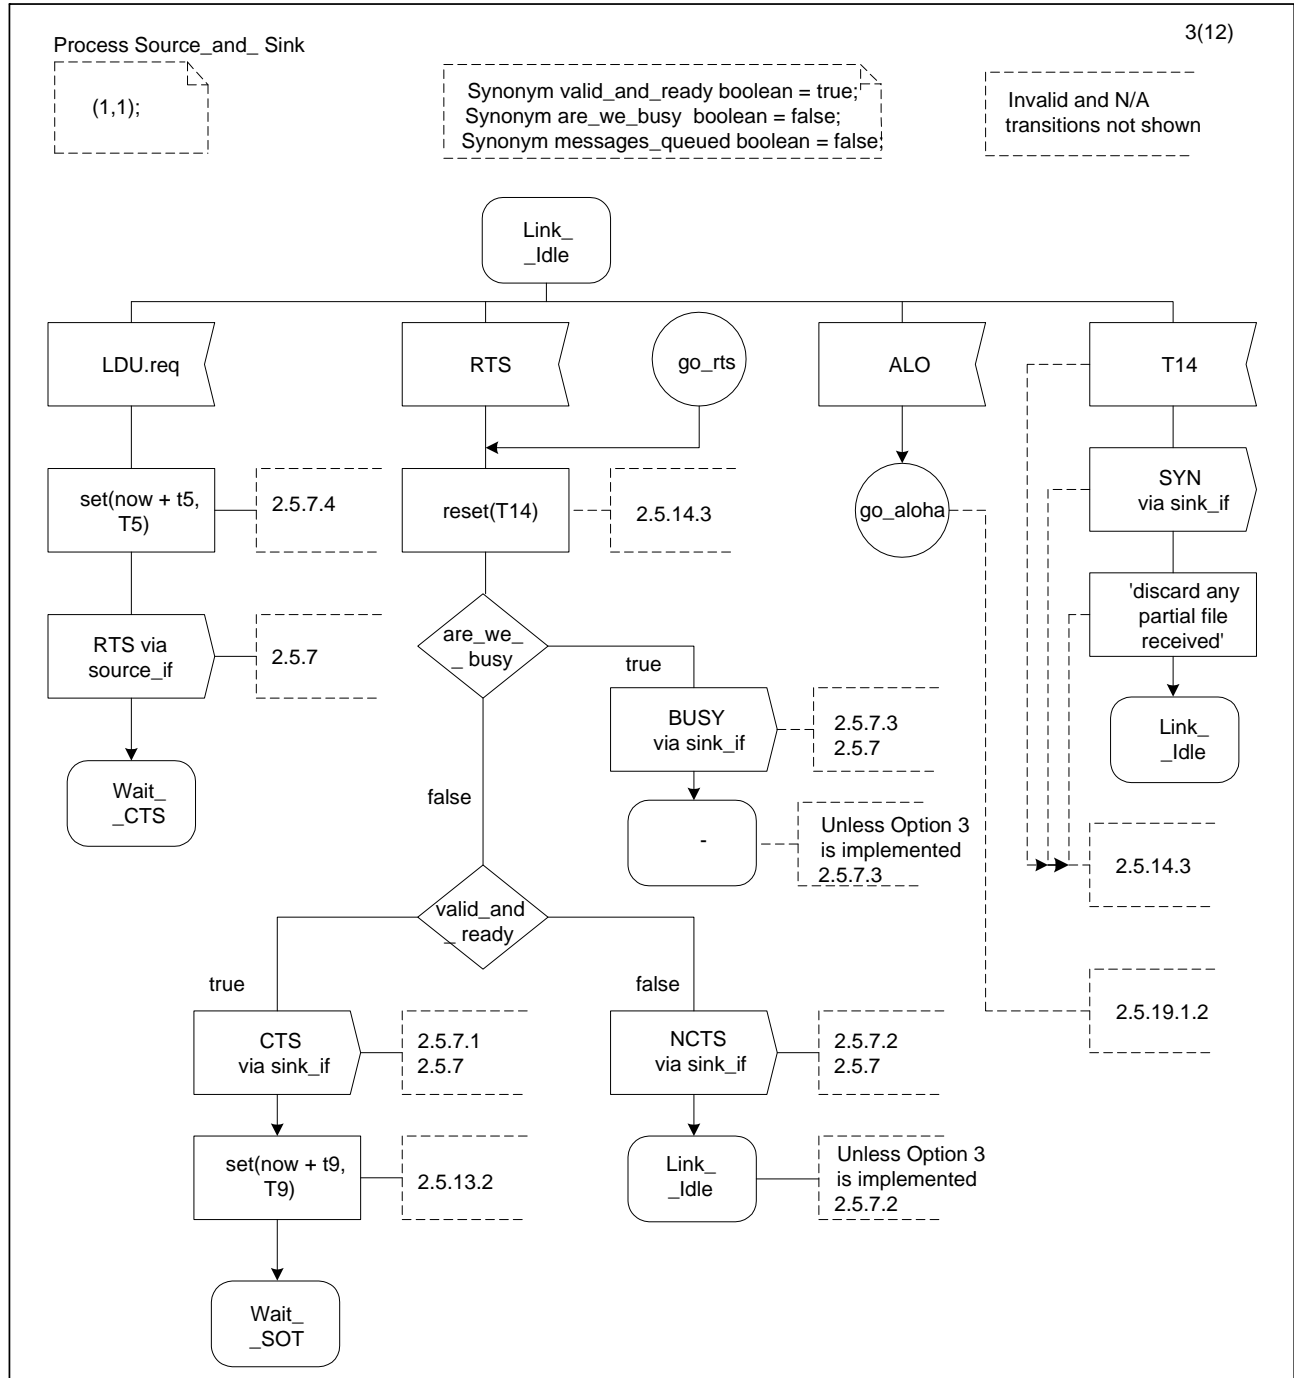 3(12)
Process Source_and_ Sink
(1,1);
Synonym valid_and_ready boolean = true;
Synonym are_we_busy boolean = false;
Synonym messages_queued boolean = false;
Invalid and N/A
transitions not shown
Link_
_Idle
LDU.req
RTS
go_rts
ALO
T14
set(now + t5,
T5)
2.5.7.4
reset(T14)
2.5.14.3
go_aloha
SYN
via sink_if
'discard any
partial file
received'
RTS via
source_if
2.5.7
are_we_
_ busy
true
false
BUSY
via sink_if
2.5.7.3
2.5.7
Link_
_Idle
Wait_
_CTS
-
Unless Option 3
is implemented
2.5.7.3
2.5.14.3
valid_and
_ ready
true
false
CTS
via sink_if
2.5.7.1
2.5.7
NCTS
via sink_if
2.5.7.2
2.5.7
2.5.19.1.2
set(now + t9,
T9)
2.5.13.2
Link_
_Idle
Unless Option 3
is implemented
2.5.7.2
Wait_
_SOT